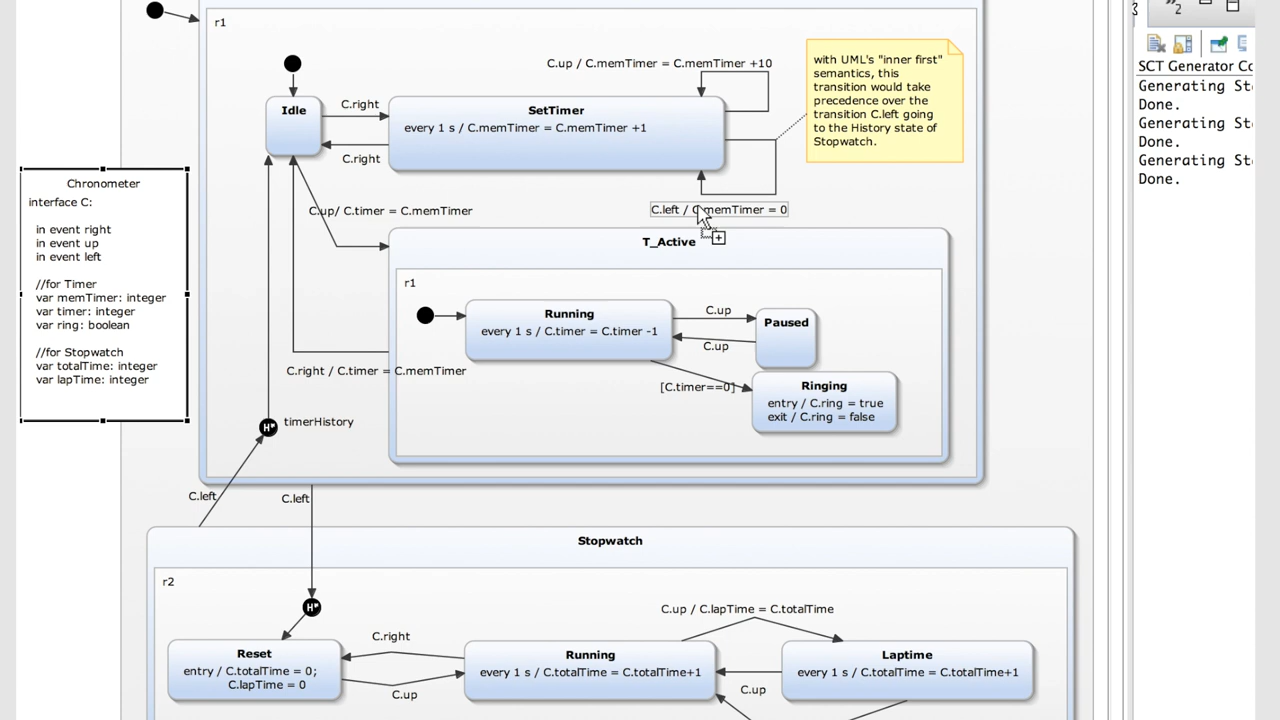 r1
C.up / C.memTimer = C.memTimer +10
with UML's "inner first"
semantics, this
transition would take
precedence over the
transition C.left going
to the History state of
Stopwatch.
Idle
C.right
SetTimer
every 1 s / C.memTimer = C.memTimer +1
C.right
C.up/ C.timer = C.memTimer
C.left / C.memTimer = 0
Chronometer
interface C:
in event right
in event up
in event left
//for Timer
var memTimer: integer
var timer: integer
var ring: boolean
//for Stopwatch
var totalTime: integer
var lapTime: integer
T_Active
r1
Running
every 1 s / C.timer = C.timer -1
C.up
C.up
Paused
C.right / C.timer = C.memTimer
[C.timer==0]
Ringing
entry / C.ring = true
exit / C.ring = false
H*
timerHistory
C.left
C.left
Stopwatch
r2
H*
C.up / C.lapTime = C.totalTime
Reset
entry / C.totalTime = 0;
C.lapTime = 0
C.right
C.up
Running
every 1 s / C.totalTime = C.totalTime+1
C.up
Laptime
every 1 s / C.totalTime = C.totalTime+1
2
SCT Generator Co
Generating St
Done.
Generating St
Done.
Generating St
Done.